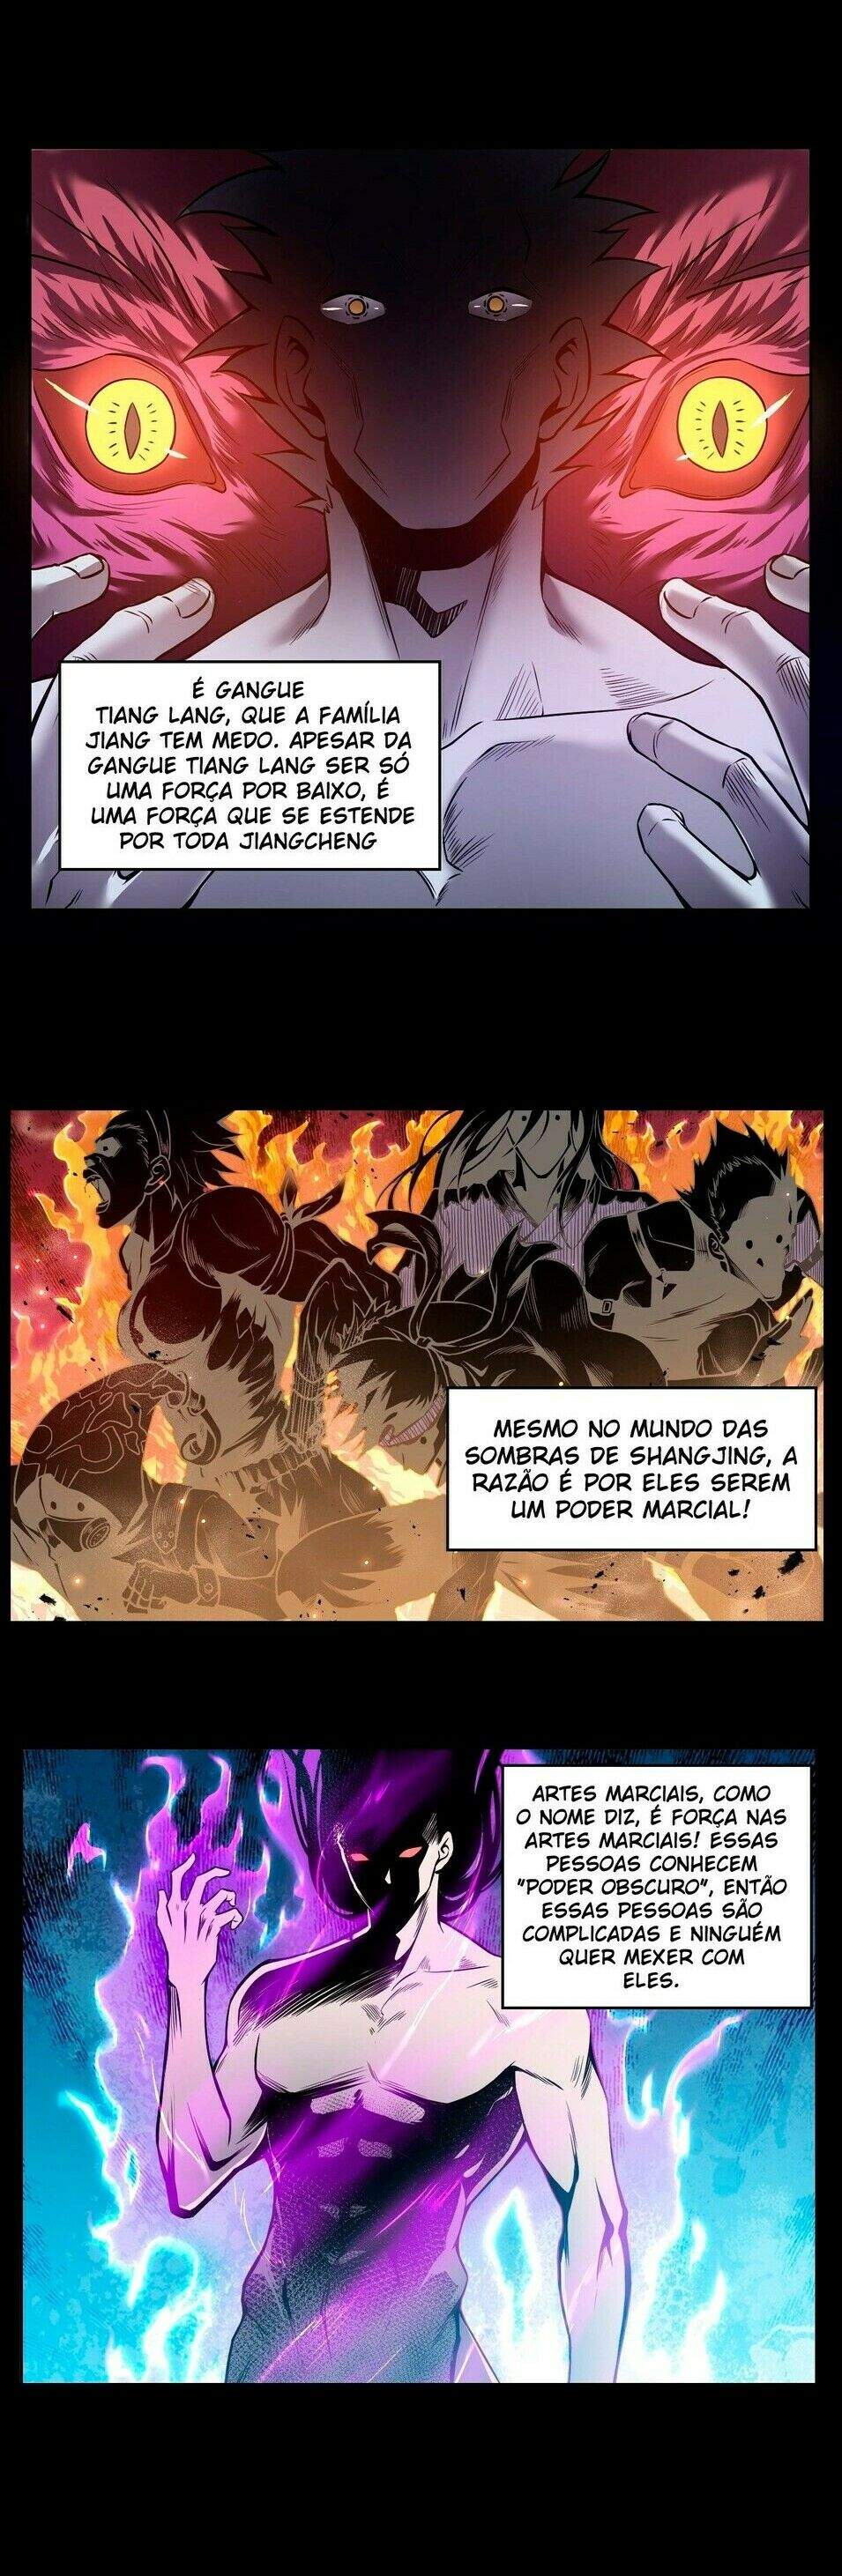 É GANGUE
TIANG LANG, QUE A FAMÍLIA
JIANG TEM MEDO. APESAR DA
GANGUE TIANG LANG SER SÓ
UMA FORÇA POR BAIXO, É
UMA FORÇA QUE SE ESTENDE
POR TODA JIANGCHENG
MESMO NO MUNDO DAS
SOMBRAS DE SHANGJING, A
RAZÃO É POR ELES SEREM
UM PODER MARCIAL!
ARTES MARCIAIS, COMO
O NOME DIZ, É FORÇA NAS
ARTES MARCIAIS! ESSAS
PESSOAS CONHECEM
"PODER OBSCURO", ENTÃO
ESSAS PESSOAS SÃO
COMPLICADAS E NINGUÉM
QUER MEXER COM
ELES.